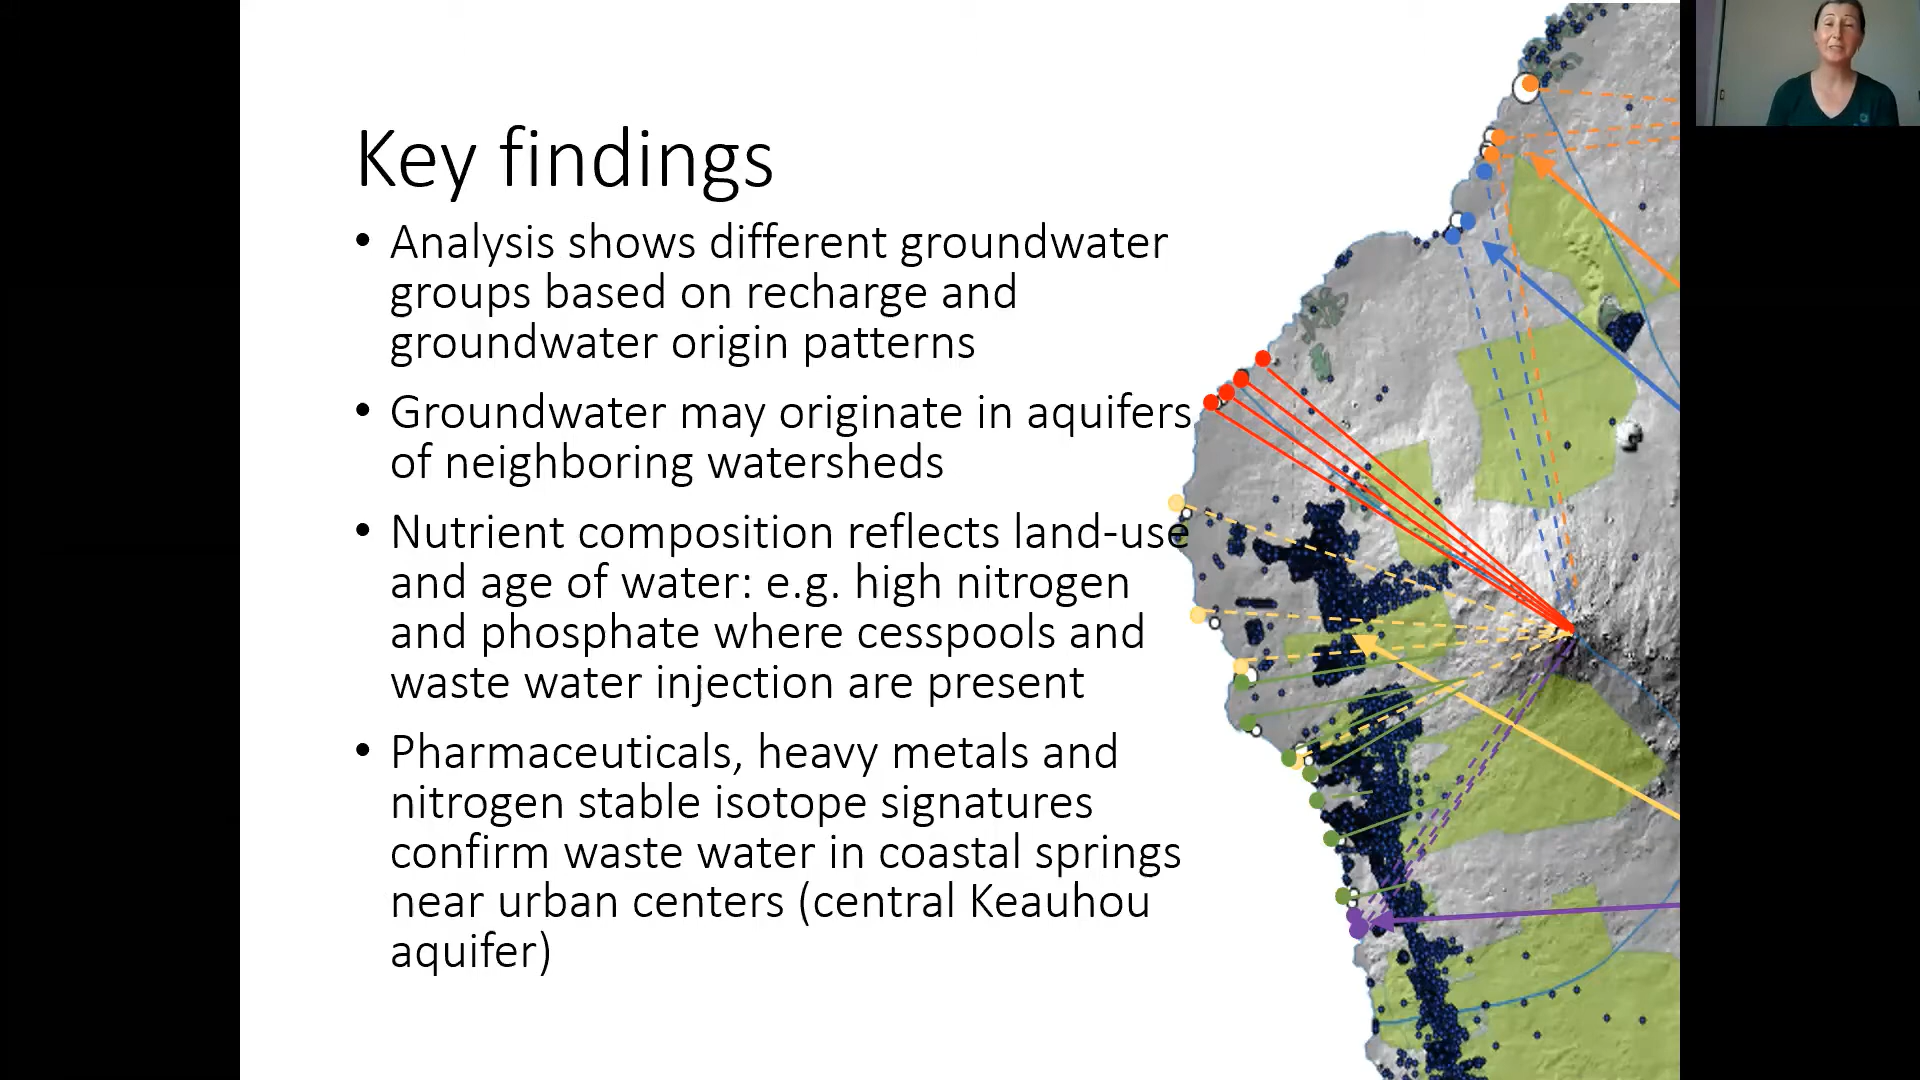 Key findings
• Analysis shows different groundwater
groups based on recharge and
groundwater origin patterns
• Groundwater may originate in aquifers
of neighboring watersheds
• Nutrient composition reflects land-use
and age of water: e.g. high nitrogen
and phosphate where cesspools and
waste water injection are present
• Pharmaceuticals, heavy metals and
nitrogen stable isotope signatures
confirm waste water in coastal springs
near urban centers (central Keauhou
aquifer)